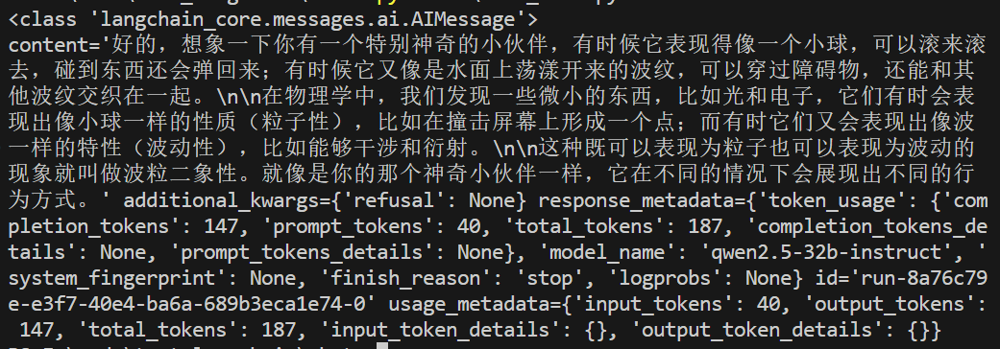 <class 'langchain_core.messages.ai.AIMessage'>
content='好的，想象一下你有一个特别神奇的小伙伴，有时候它表现得像一个小球，可以滚来滚
去，碰到东西还会弹回来；有时候它又像是水面上荡漾开来的波纹，可以穿过障碍物，还能和其
他波纹交织在一起。\n\n在物理学中，我们发现一些微小的东西，比如光和电子，它们有时会表
现出像小球一样的性质（粒子性），比如在撞击屏幕上形成一个点；而有时它们又会表现出像波
一样的特性（波动性），比如能够干涉和衍射。\n\n这种既可以表现为粒子也可以表现为波动的
现象就叫做波粒二象性。就像是你的那个神奇小伙伴一样，它在不同的情况下会展现出不同的行
为方式。' additional_kwargs={'refusal': None} response_metadata={'token_usage': {'com
pletion_tokens': 147, 'prompt_tokens': 40, 'total_tokens': 187, 'completion_tokens_de
tails': None, 'prompt_tokens_details': None}, 'model_name': 'qwen2.5-32b-instruct', '
system_fingerprint': None, 'finish_reason': 'stop', 'logprobs': None} id='run-8a76c79
e-e3f7-40e4-ba6a-689b3eca1e74-0' usage_metadata={'input_tokens': 40, 'output_tokens':
 147, 'total_tokens': 187, 'input_token_details': {}, 'output_token_details': {}}